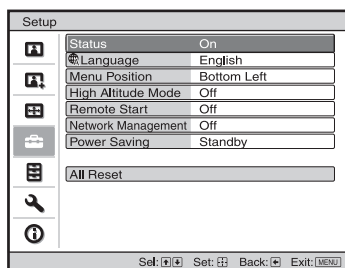 Setup
Status On
Language English
Menu Position Bottom Left
High Altitude Mode Off
Remote Start Off
Network Management Off
Power Saving Standby
All Reset
Sel: Set: Back: Exit: MENU